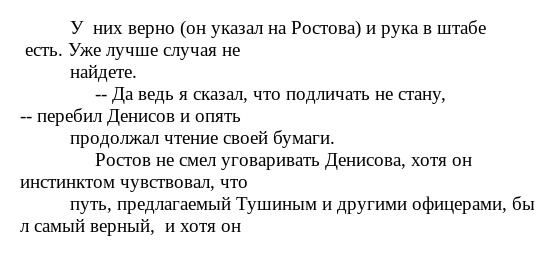 У  них верно (он указал на Ростова) и рука в штабе
есть. Уже лучше случая не
найдете.
-- Да ведь я сказал, что подличать не стану,
-- перебил Денисов и опять
продолжал чтение своей бумаги.
Ростов не смел уговаривать Денисова, хотя он
инстинктом чувствовал, что
путь, предлагаемый Тушиным и другими офицерами, бы
л самый верный,  и хотя он